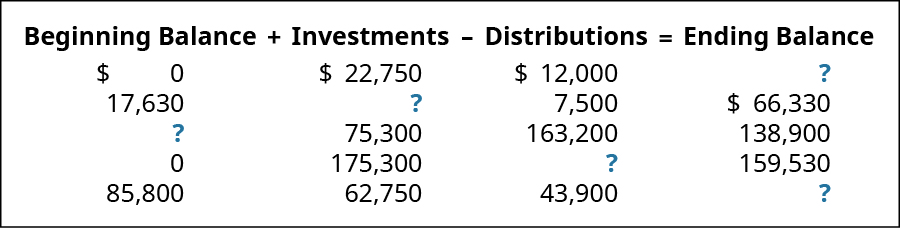 Beginning Balance + Investments – Distributions = Ending Balance
$ 0 $ 22,750 $ 12,000 ?
17,630 ? 7,500 $ 66,330
? 75,300 163,200 138,900
0 175,300 ? 159,530
85,800 62,750 43,900 ?